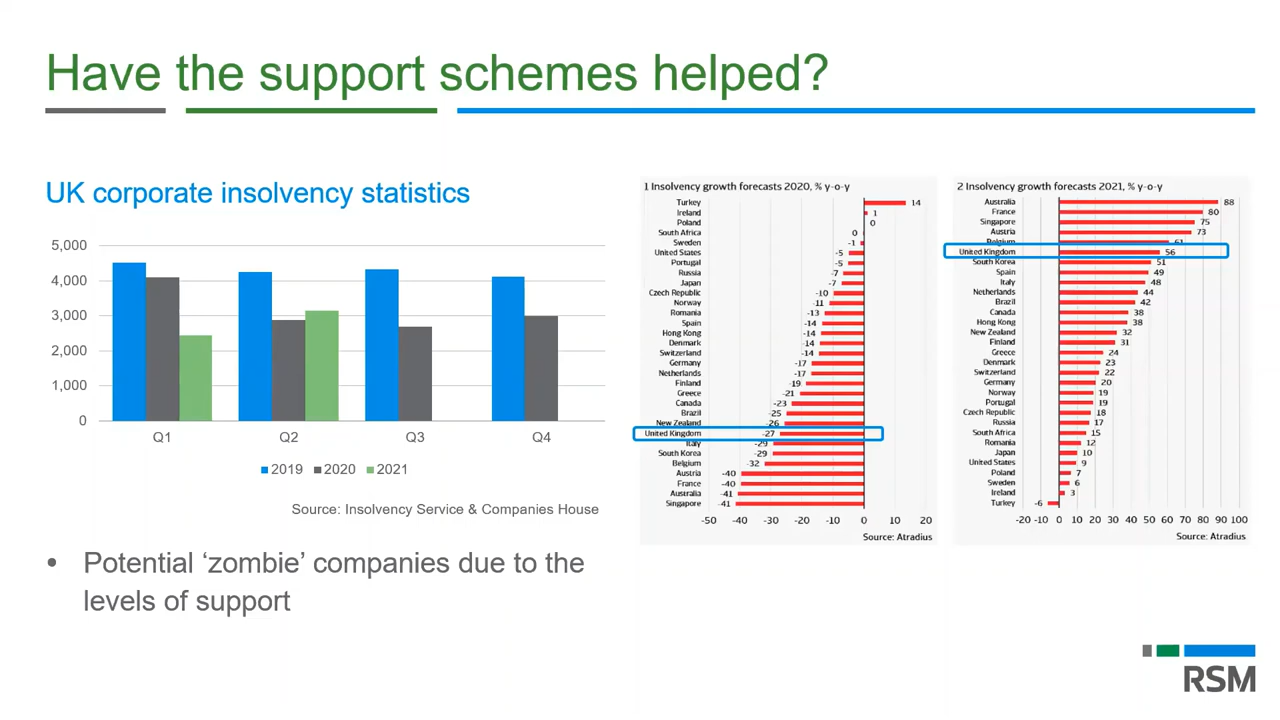 Have the support schemes helped?
UK corporate insolvency statistics
5,000
4,000
3,000
2,000
1,000
0
Q1 Q2 Q3 Q4
2019 2020 2021
Source: Insolvency Service & Companies House
• Potential ‘zombie’ companies due to the
levels of support
1 Insolvency growth forecasts 2020, % y-o-y
Turkey 14
Ireland 1
Poland 0
South Africa 0
Sweden -1
United States -5
Portugal -5
Russia -7
Japan -7
Czech Republic -10
Norway -11
Romania -13
Spain -14
Hong Kong -14
Denmark -14
Switzerland -14
Germany -17
Netherlands -17
Finland -19
Greece -21
Canada -23
Brazil -25
New Zealand -26
United Kingdom -27
Italy -29
South Korea -29
Belgium -32
Austria -40
France -40
Australia -41
Singapore -41
-50 -40 -30 -20 -10 0 10 20
Source: Atradius
2 Insolvency growth forecasts 2021, % y-o-y
Australia 88
France 80
Singapore 75
Austria 73
Belgium 61
United Kingdom 56
South Korea 51
Spain 49
Italy 48
Netherlands 44
Brazil 42
Canada 38
Hong Kong 38
New Zealand 32
Finland 31
Greece 24
Denmark 23
Switzerland 22
Germany 20
Norway 19
Portugal 19
Czech Republic 18
Russia 17
South Africa 15
Romania 12
Japan 10
United States 9
Poland 7
Sweden 6
Ireland 3
Turkey -6
-20 -10 0 10 20 30 40 50 60 70 80 90 100
Source: Atradius
RSM